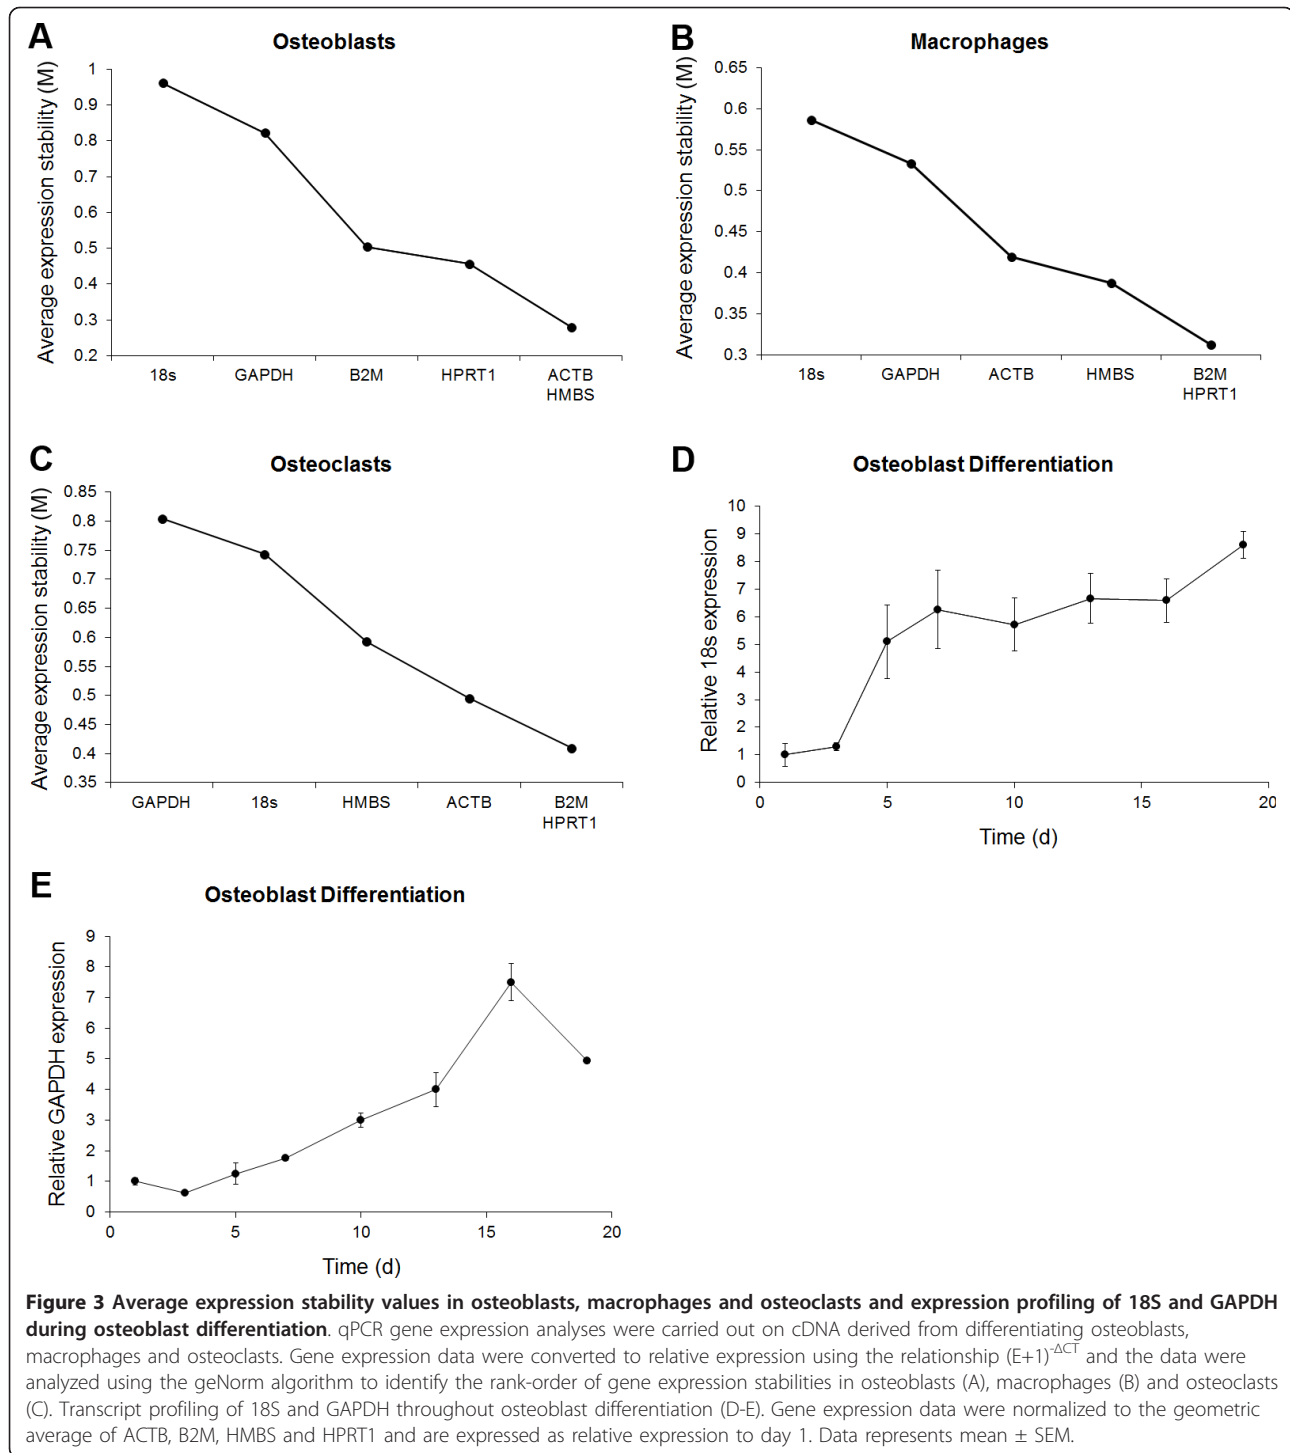 A
Osteoblasts
Average expression stability (M)
1
0.9
0.8
0.7
0.6
0.5
0.4
0.3
0.2
18s GAPDH B2M HPRT1 ACTB
HMBS
B
Macrophages
Average expression stability (M)
0.65
0.6
0.55
0.5
0.45
0.4
0.35
0.3
18s GAPDH ACTB HMBS B2M
HPRT1
C
Osteoclasts
Average expression stability (M)
0.85
0.8
0.75
0.7
0.65
0.6
0.55
0.5
0.45
0.4
0.35
GAPDH 18s HMBS ACTB B2M
HPRT1
D
Osteoblast Differentiation
Relative 18s expression
10
9
8
7
6
5
4
3
2
1
0
0 5 10 15 20
Time (d)
E
Osteoblast Differentiation
Relative GAPDH expression
9
8
7
6
5
4
3
2
1
0
0 5 10 15 20
Time (d)
Figure 3 Average expression stability values in osteoblasts, macrophages and osteoclasts and expression profiling of 18S and GAPDH
during osteoblast differentiation. qPCR gene expression analyses were carried out on cDNA derived from differentiating osteoblasts,
macrophages and osteoclasts. Gene expression data were converted to relative expression using the relationship (E+1)-ΔCT and the data were
analyzed using the geNorm algorithm to identify the rank-order of gene expression stabilities in osteoblasts (A), macrophages (B) and osteoclasts
(C). Transcript profiling of 18S and GAPDH throughout osteoblast differentiation (D-E). Gene expression data were normalized to the geometric
average of ACTB, B2M, HMBS and HPRT1 and are expressed as relative expression to day 1. Data represents mean ± SEM.